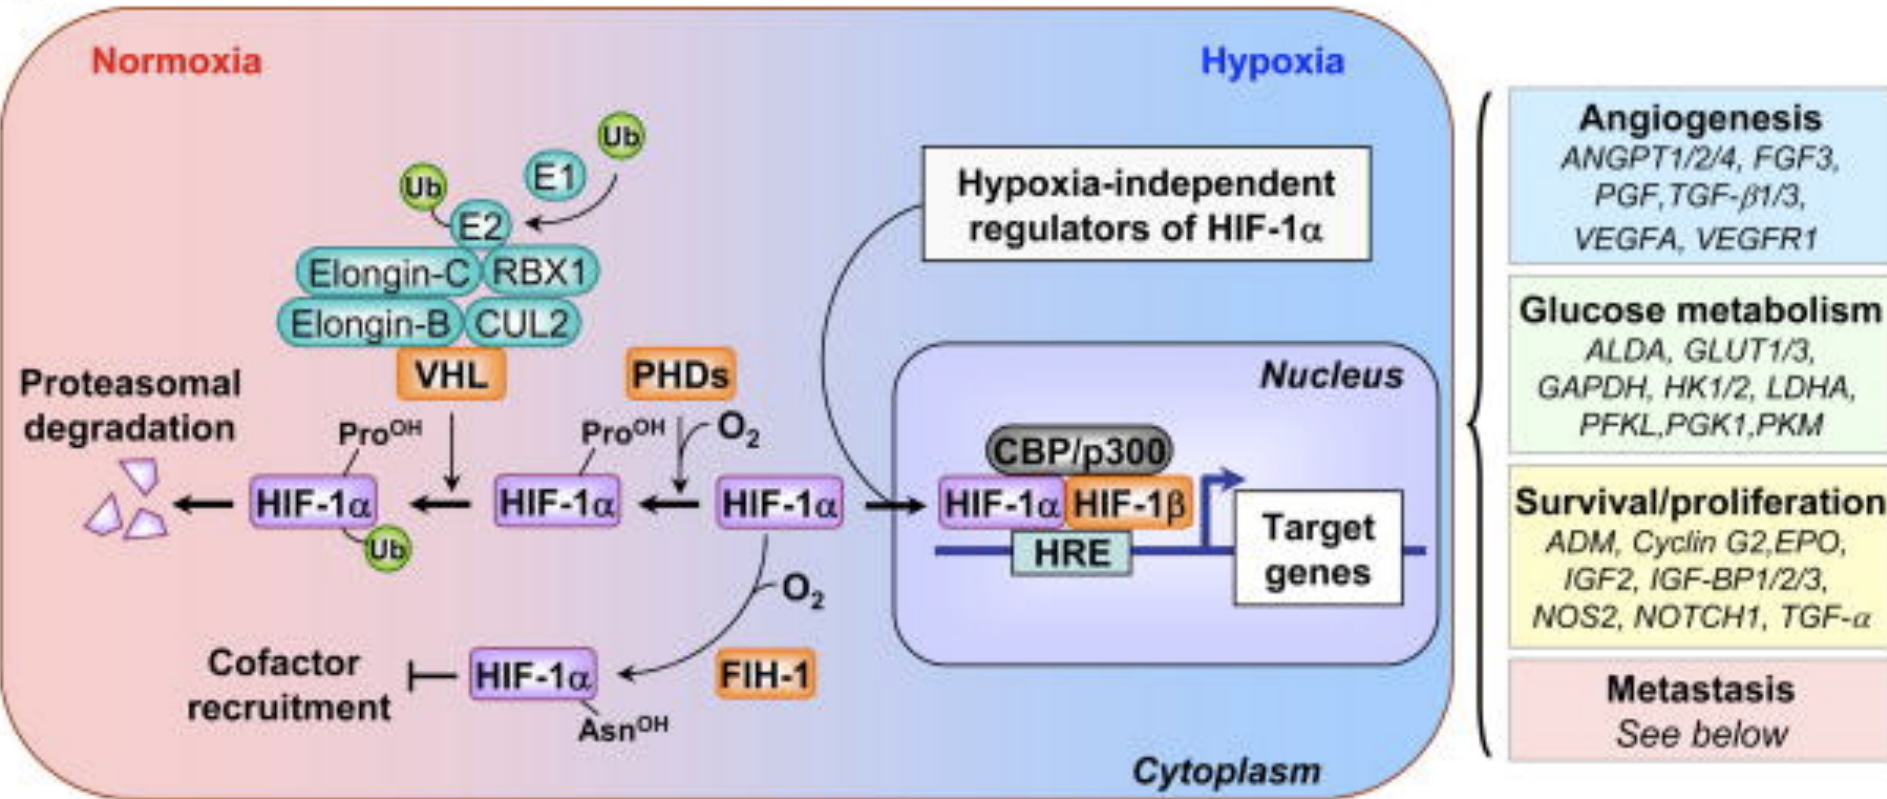 Normoxia
Hypoxia
Ub
E1
Ub
E2
Elongin-C
RBX1
Elongin-B
CUL2
VHL
PHDs
Proteasomal
degradation
Pro^OH
Pro^OH
O₂
HIF-1α
HIF-1α
HIF-1α
Ub
O₂
Cofactor
recruitment
HIF-1α
FIH-1
Asn^OH
Hypoxia-independent
regulators of HIF-1α
Nucleus
CBP/p300
HIF-1α
HIF-1β
HRE
Target
genes
Cytoplasm
Angiogenesis
ANGPT1/2/4, FGF3,
PGF,TGF-β1/3,
VEGFA, VEGFR1
Glucose metabolism
ALDA, GLUT1/3,
GAPDH, HK1/2, LDHA,
PFKL,PGK1,PKM
Survival/proliferation
ADM, Cyclin G2,EPO,
IGF2, IGF-BP1/2/3,
NOS2, NOTCH1, TGF-α
Metastasis
See below